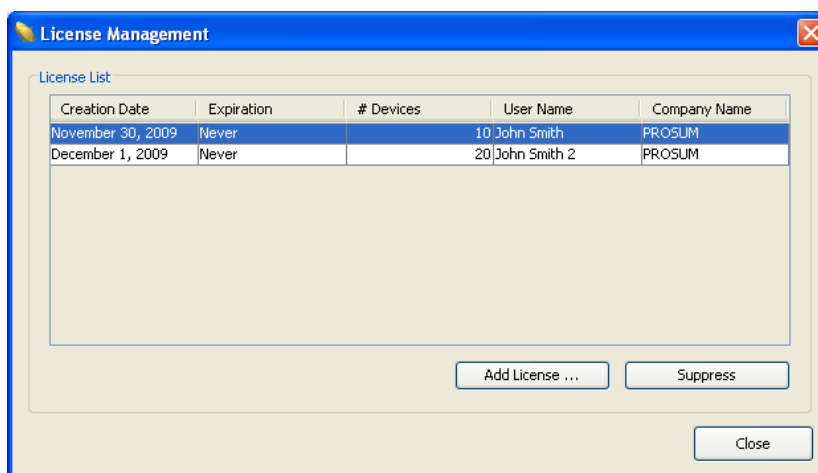 License Management
License List
Creation Date Expiration # Devices User Name Company Name
November 30, 2009 Never 10 John Smith PROSUM
December 1, 2009 Never 20 John Smith 2 PROSUM
Add License ... Suppress
Close